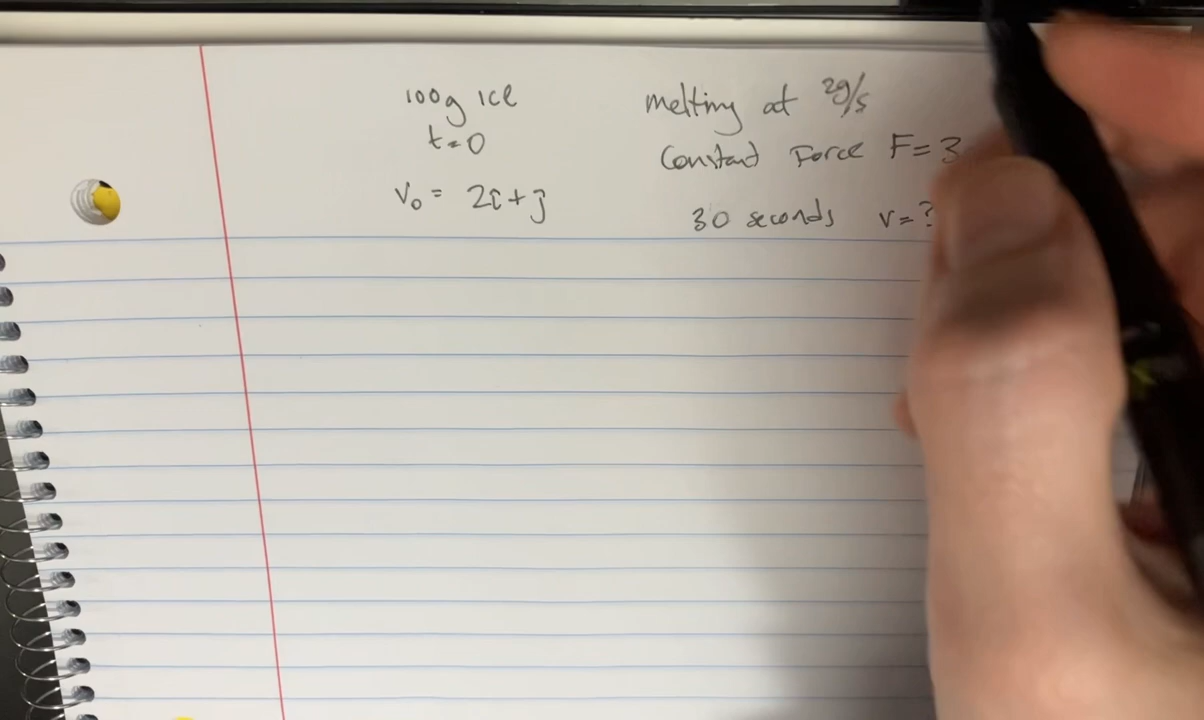 100g ice
t=0
v₀ = 2î+ĵ
melting at 2g/s
Constant Force F=3
30 seconds v=?